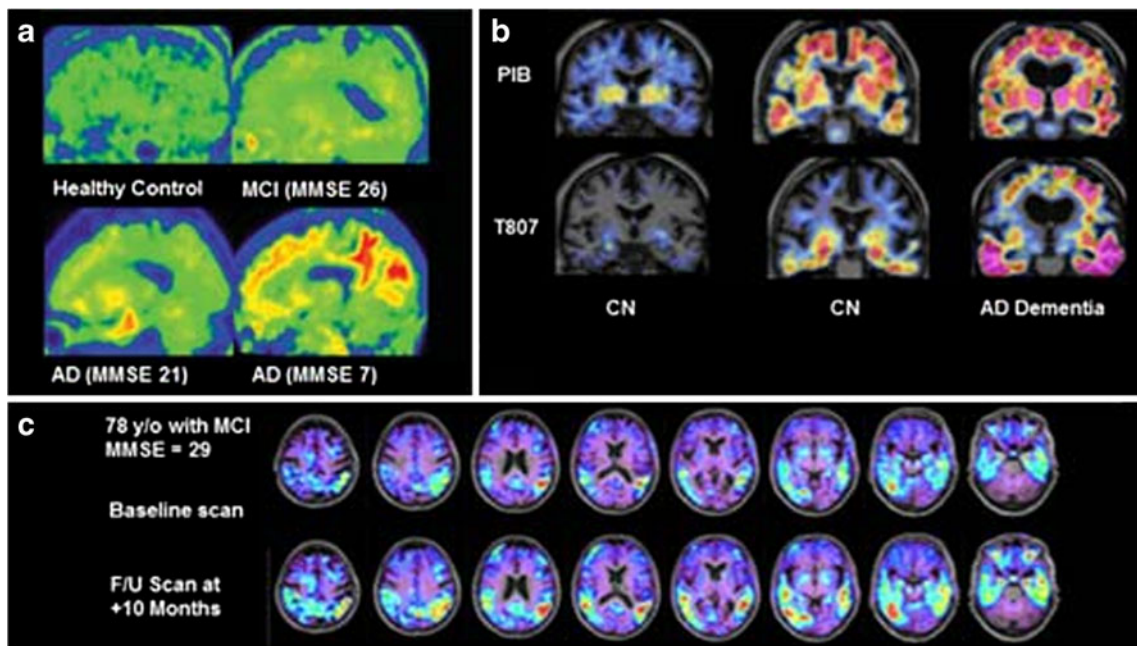 a
Healthy Control
MCI (MMSE 26)
AD (MMSE 21)
AD (MMSE 7)
b
PIB
T807
CN
CN
AD Dementia
c
78 y/o with MCI
MMSE = 29
Baseline scan
F/U Scan at
+10 Months